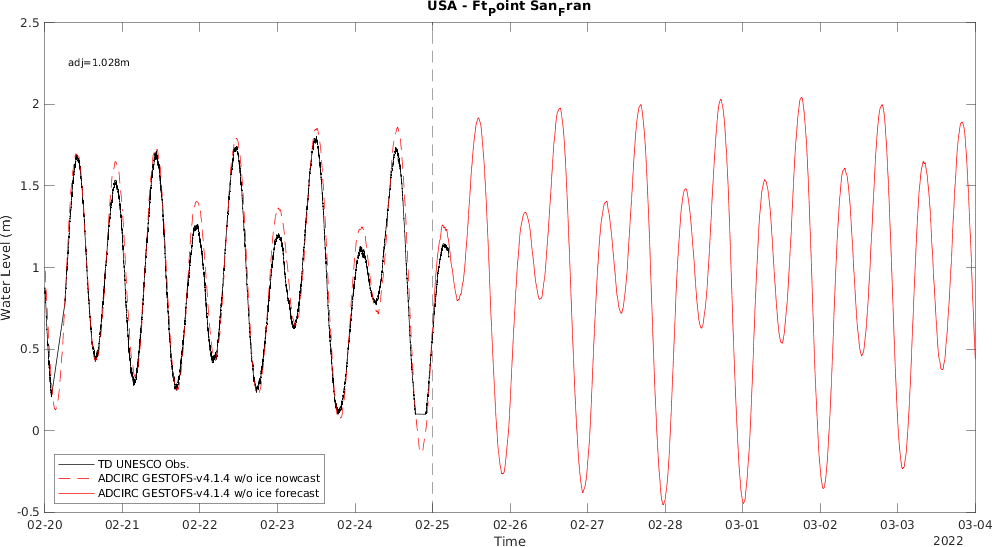 USA - FtPoint SanFran
adj=1.028m
2.5
2
1.5
1
0.5
0
-0.5
Water Level (m)
TD UNESCO Obs.
ADCIRC GESTOFS-v4.1.4 w/o ice nowcast
ADCIRC GESTOFS-v4.1.4 w/o ice forecast
02-20 02-21 02-22 02-23 02-24 02-25 02-26 02-27 02-28 03-01 03-02 03-03 03-04
Time
2022